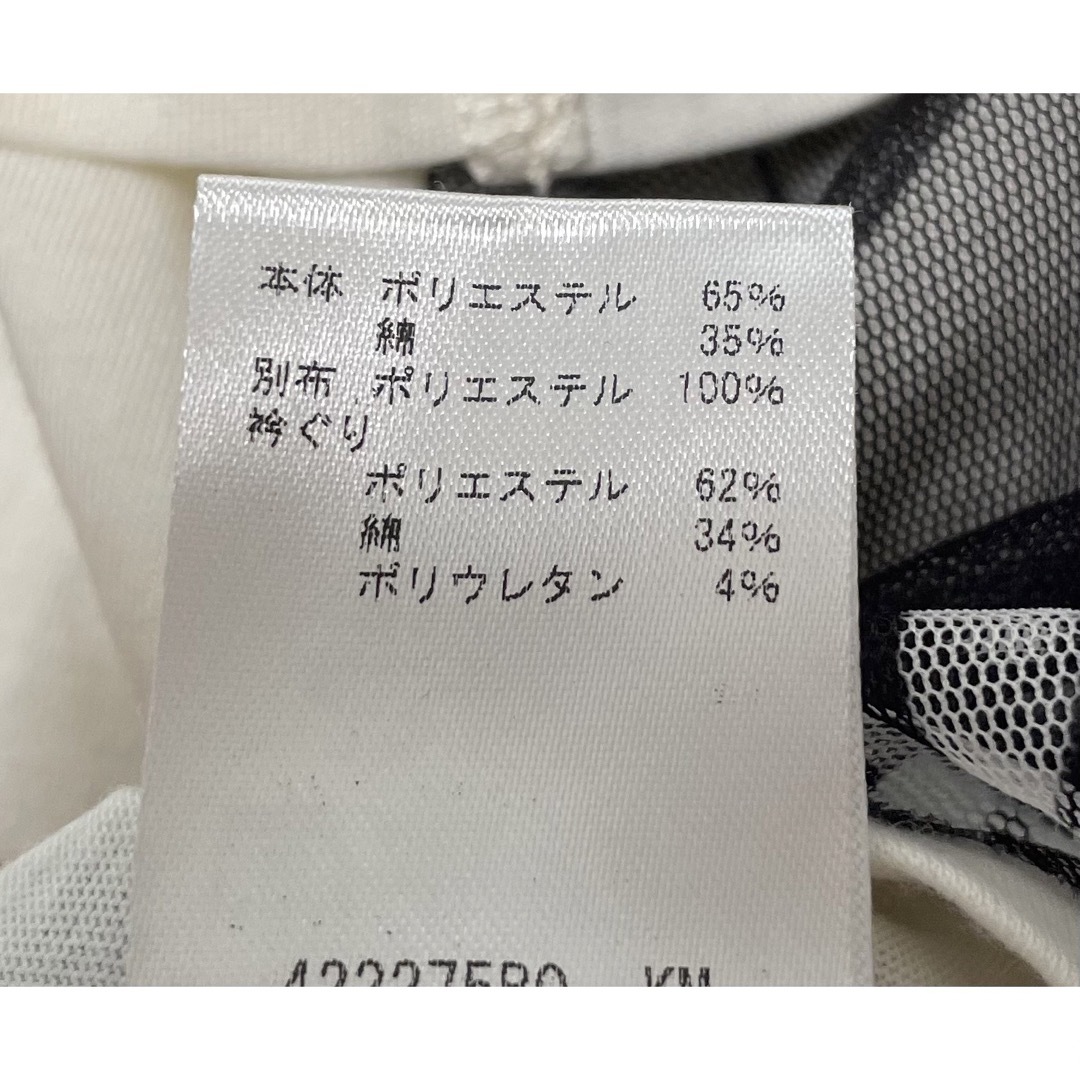 本体 ポリエステル 65%
綿 35%
別布 ポリエステル 100%
衿ぐり
ポリエステル 62%
綿 34%
ポリウレタン 4%
KM